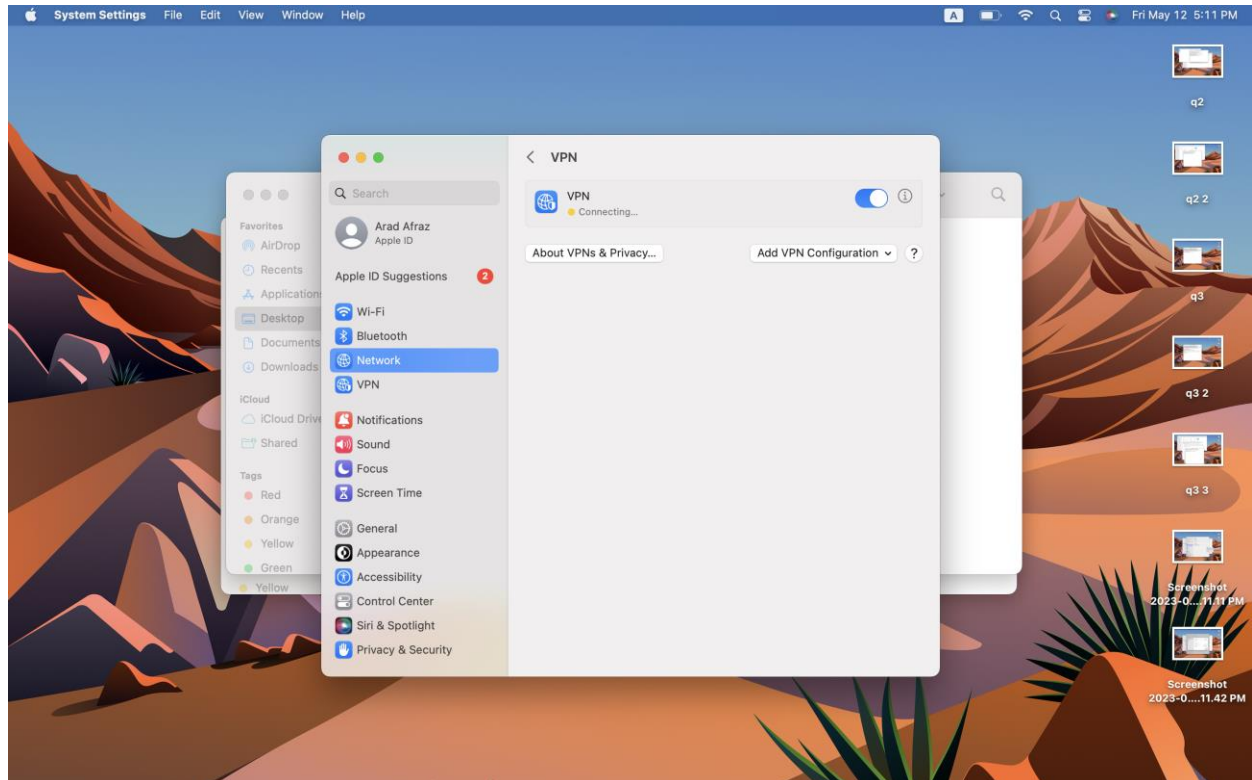 System Settings File Edit View Window Help
A
Fri May 12 5:11 PM
q2
q2 2
q3
q3 2
q3 3
Screenshot
2023-0....11.11 PM
Screenshot
2023-0....11.42 PM
Favorites
AirDrop
Recents
Applications
Desktop
Documents
Downloads
iCloud
iCloud Drive
Shared
Tags
Red
Orange
Yellow
Green
Yellow
Search
Arad Afraz
Apple ID
Apple ID Suggestions 2
Wi-Fi
Bluetooth
Network
VPN
Notifications
Sound
Focus
Screen Time
General
Appearance
Accessibility
Control Center
Siri & Spotlight
Privacy & Security
VPN
VPN
Connecting...
About VPNs & Privacy... Add VPN Configuration ?